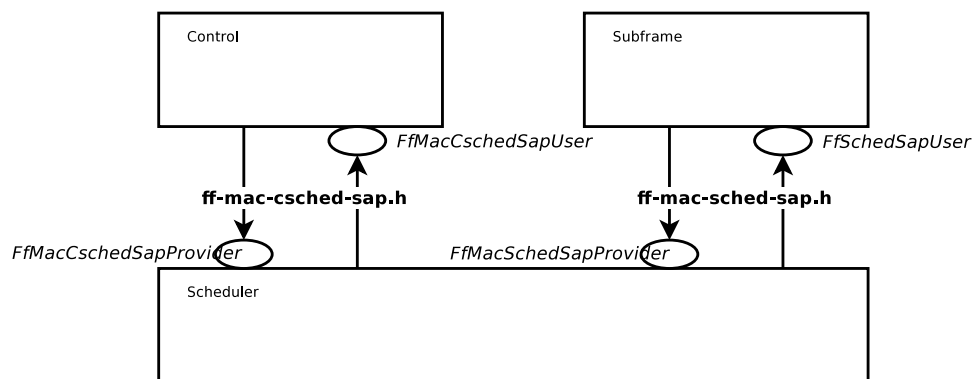 Control
Subframe
FfMacCschedSapUser
FfSchedSapUser
ff-mac-csched-sap.h
ff-mac-sched-sap.h
FfMacCschedSapProvider
FfMacSchedSapProvider
Scheduler